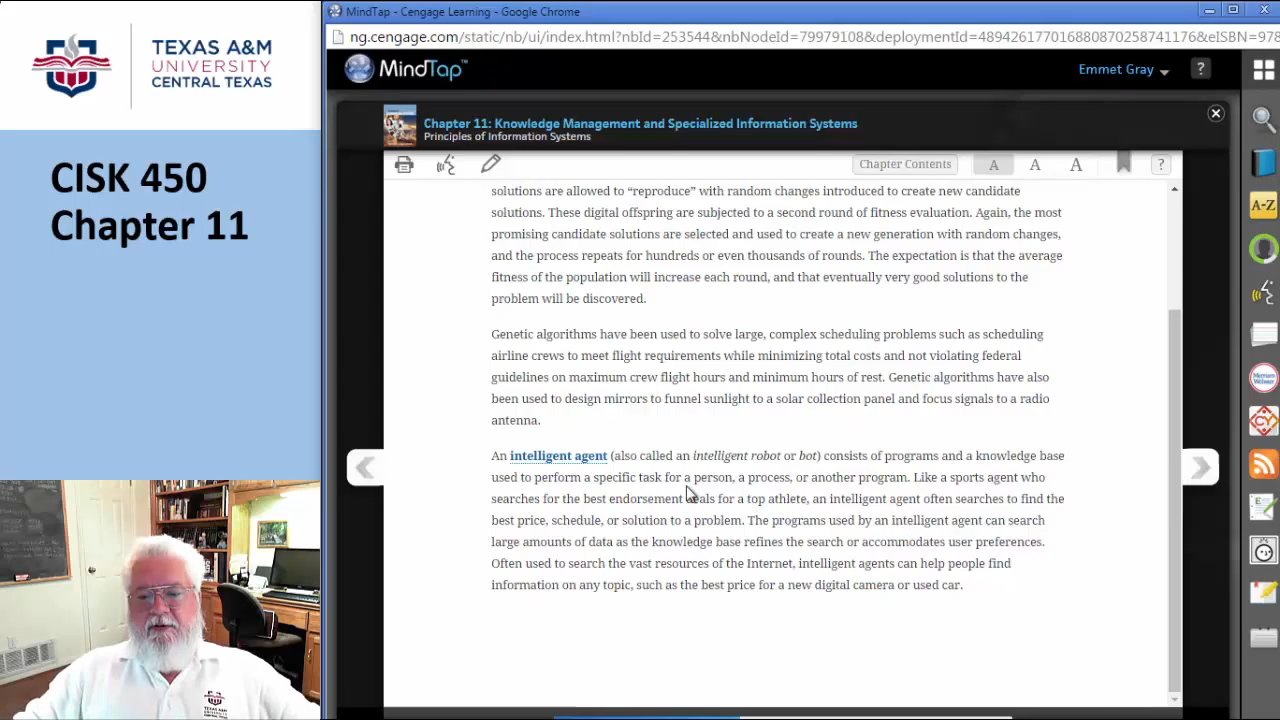 MindTap - Cengage Learning - Google Chrome
ng.cengage.com/static/nb/ui/index.html?nbId=253544&nbNodeId=79979108&deploymentId=4894261770168870258741176&eISBN=978
TEXAS A&M
UNIVERSITY
CENTRAL TEXAS
MindTap™
Emmet Gray
?
CISK 450
Chapter 11
Chapter 11: Knowledge Management and Specialized Information Systems
Principles of Information Systems
Chapter Contents
A A A
?
solutions are allowed to “reproduce” with random changes introduced to create new candidate
solutions. These digital offspring are subjected to a second round of fitness evaluation. Again, the most
promising candidate solutions are selected and used to create a new generation with random changes,
and the process repeats for hundreds or even thousands of rounds. The expectation is that the average
fitness of the population will increase each round, and that eventually very good solutions to the
problem will be discovered.
Genetic algorithms have been used to solve large, complex scheduling problems such as scheduling
airline crews to meet flight requirements while minimizing total costs and not violating federal
guidelines on maximum crew flight hours and minimum hours of rest. Genetic algorithms have also
been used to design mirrors to funnel sunlight to a solar collection panel and focus signals to a radio
antenna.
An intelligent agent (also called an intelligent robot or bot) consists of programs and a knowledge base
used to perform a specific task for a person, a process, or another program. Like a sports agent who
searches for the best endorsement deals for a top athlete, an intelligent agent often searches to find the
best price, schedule, or solution to a problem. The programs used by an intelligent agent can search
large amounts of data as the knowledge base refines the search or accommodates user preferences.
Often used to search the vast resources of the Internet, intelligent agents can help people find
information on any topic, such as the best price for a new digital camera or used car.
A-Z
Merriam
Webster